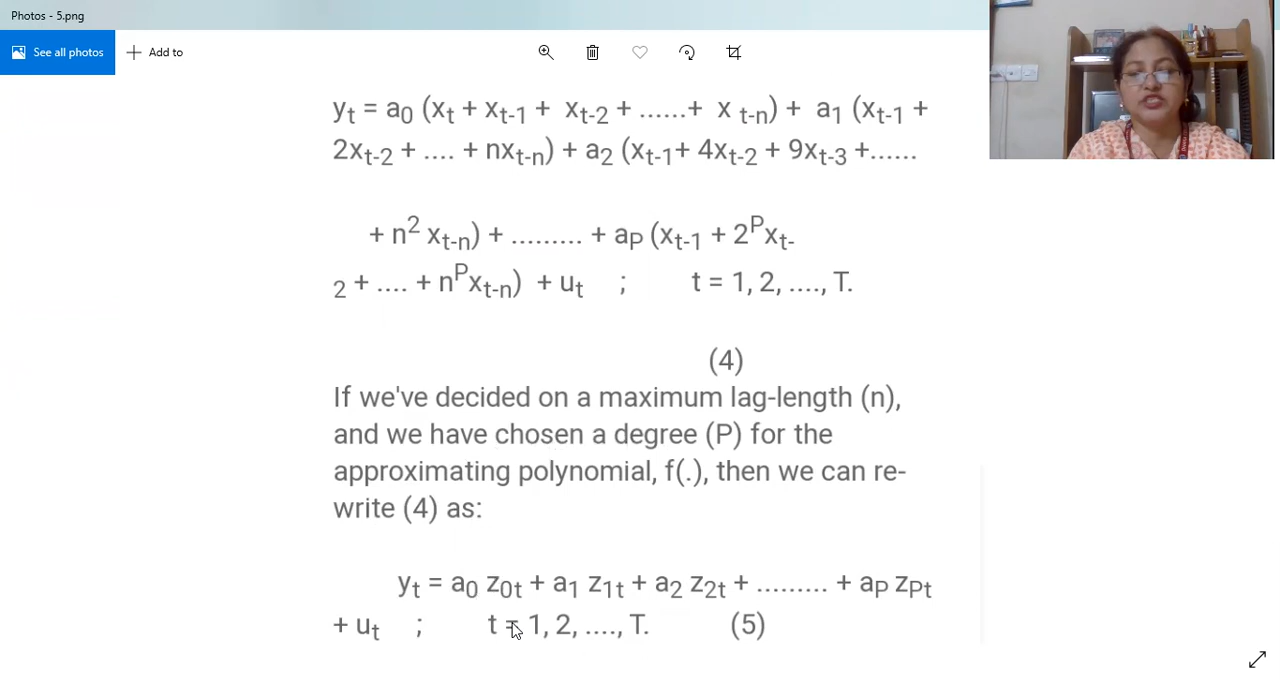 Photos - 5.png
See all photos
Add to
yt = a0 (xt + xt-1 + xt-2 + ......+ x t-n) + a1 (xt-1 +
2xt-2 + .... + nxt-n) + a2 (xt-1+ 4xt-2 + 9xt-3 +......
+ n² xt-n) + ......... + aP (xt-1 + 2^P xt-
2 + .... + n^P xt-n) + ut ; t = 1, 2, ...., T.
(4)
If we've decided on a maximum lag-length (n),
and we have chosen a degree (P) for the
approximating polynomial, f(.), then we can re-
write (4) as:
yt = a0 z0t + a1 z1t + a2 z2t + ......... + aP zPt
+ ut ; t = 1, 2, ...., T. (5)